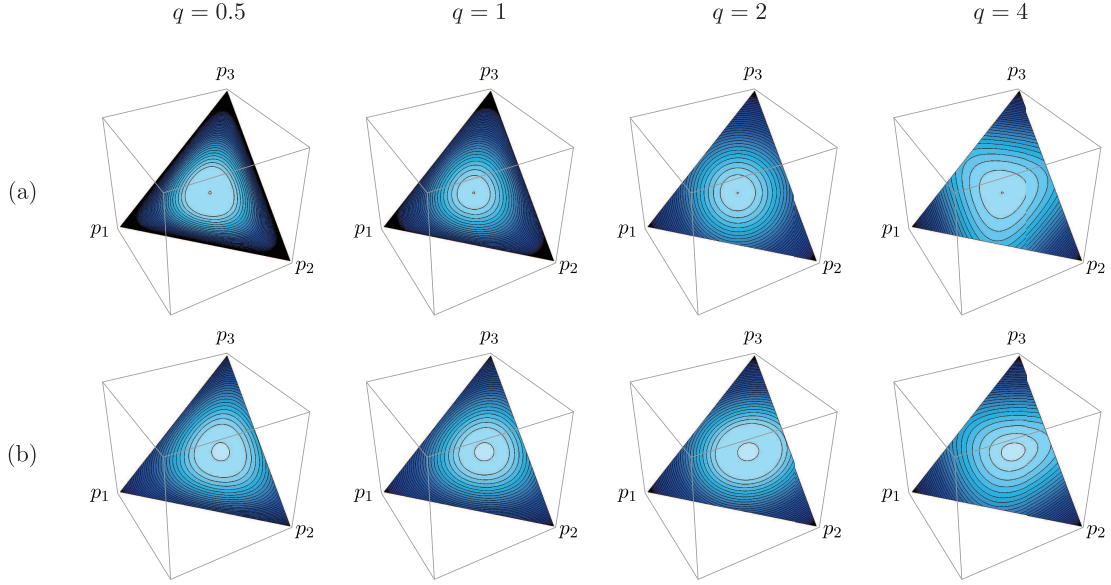 q = 0.5 q = 1 q = 2 q = 4
p₃ p₃ p₃ p₃
(a)
p₁ p₁ p₁ p₁
p₂ p₂ p₂ p₂
p₃ p₃ p₃ p₃
(b)
p₁ p₁ p₁ p₁
p₂ p₂ p₂ p₂